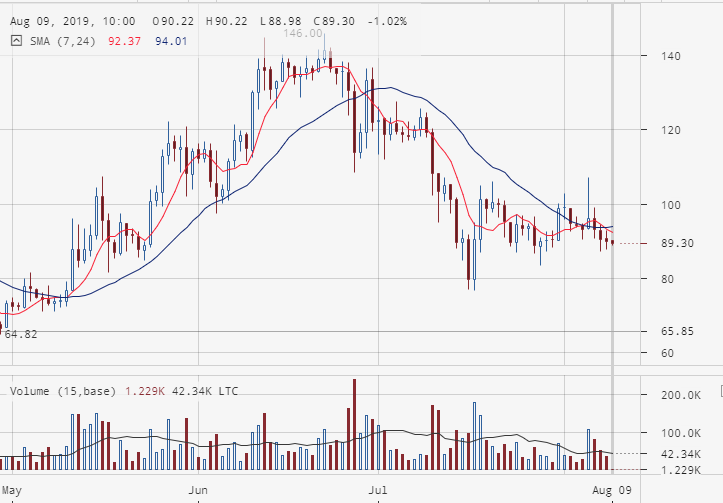 Aug 09, 2019, 10:00 O90.22 H90.22 L88.98 C89.30 -1.02%
SMA (7,24) 92.37 94.01
146.00
140
120
100
89.30
80
65.85
64.82
60
Volume (15,base) 1.229K 42.34K LTC
200.0K
100.0K
42.34K
1.229K
May Jun Jul Aug 09